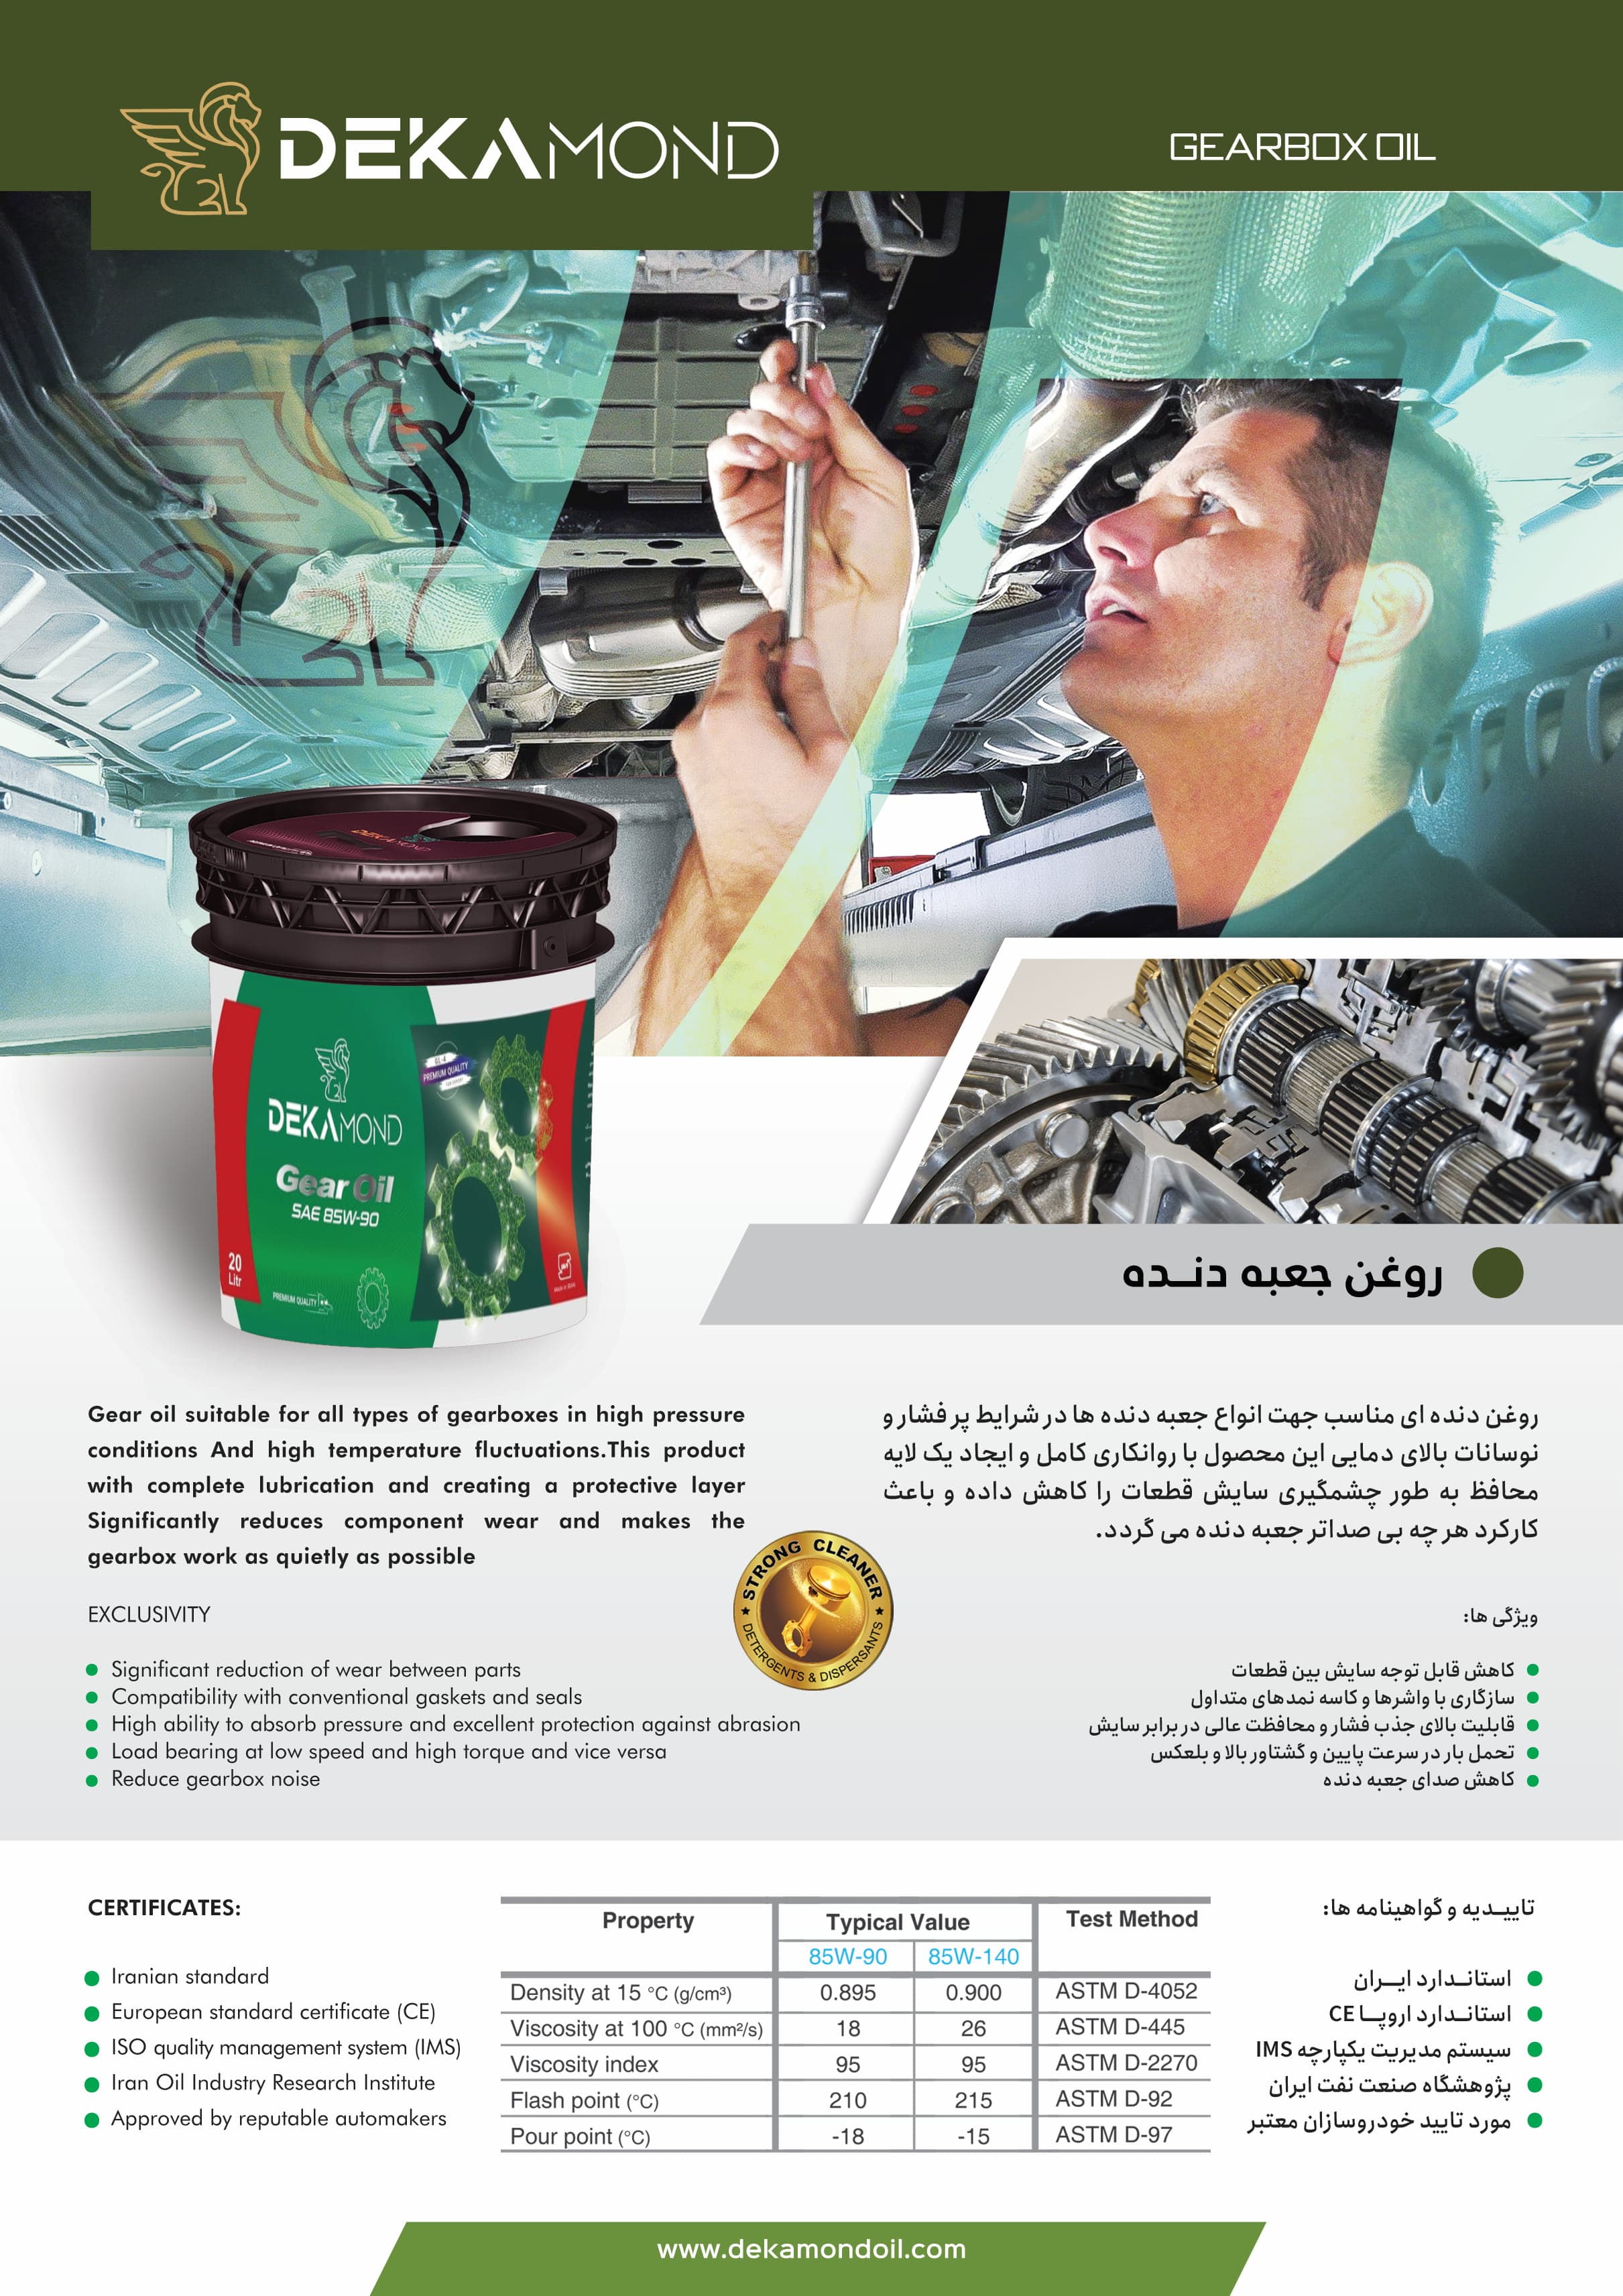 DEKAMOND
GEARBOX OIL
DEKAMOND
GL-4
PREMIUM QUALITY
DEKAMOND
Gear Oil
SAE 85W-90
20
Litr
PREMIUM QUALITY
روغن جعبه دنــده
Gear oil suitable for all types of gearboxes in high pressure
conditions And high temperature fluctuations.This product
with complete lubrication and creating a protective layer
Significantly reduces component wear and makes the
gearbox work as quietly as possible
روغن دنده ای مناسب جهت انواع جعبه دنده ها در شرایط پر فشار و
نوسانات بالای دمایی این محصول با روانکاری کامل و ایجاد یک لایه
محافظ به طور چشمگیری سایش قطعات را کاهش داده و باعث
کارکرد هر چه بی صداتر جعبه دنده می گردد.
STRONG CLEANER
DETERGENTS & DISPERSANTS
EXCLUSIVITY
Significant reduction of wear between parts
Compatibility with conventional gaskets and seals
High ability to absorb pressure and excellent protection against abrasion
Load bearing at low speed and high torque and vice versa
Reduce gearbox noise
ویژگی ها:
کاهش قابل توجه سایش بین قطعات
سازگاری با واشرها و کاسه نمدهای متداول
قابلیت بالای جذب فشار و محافظت عالی در برابر سایش
تحمل بار در سرعت پایین و گشتاور بالا و بلعکس
کاهش صدای جعبه دنده
CERTIFICATES:
Iranian standard
European standard certificate (CE)
ISO quality management system (IMS)
Iran Oil Industry Research Institute
Approved by reputable automakers
Property Typical Value Test Method
85W-90 85W-140
Density at 15 °C (g/cm³) 0.895 0.900 ASTM D-4052
Viscosity at 100 °C (mm²/s) 18 26 ASTM D-445
Viscosity index 95 95 ASTM D-2270
Flash point (°C) 210 215 ASTM D-92
Pour point (°C) -18 -15 ASTM D-97
تاییــدیه و گواهینامه ها:
استانــدارد ایــران
استانــدارد اروپــا CE
سیستم مدیریت یکپارچه IMS
پژوهشگاه صنعت نفت ایران
مورد تایید خودروسازان معتبر
www.dekamondoil.com